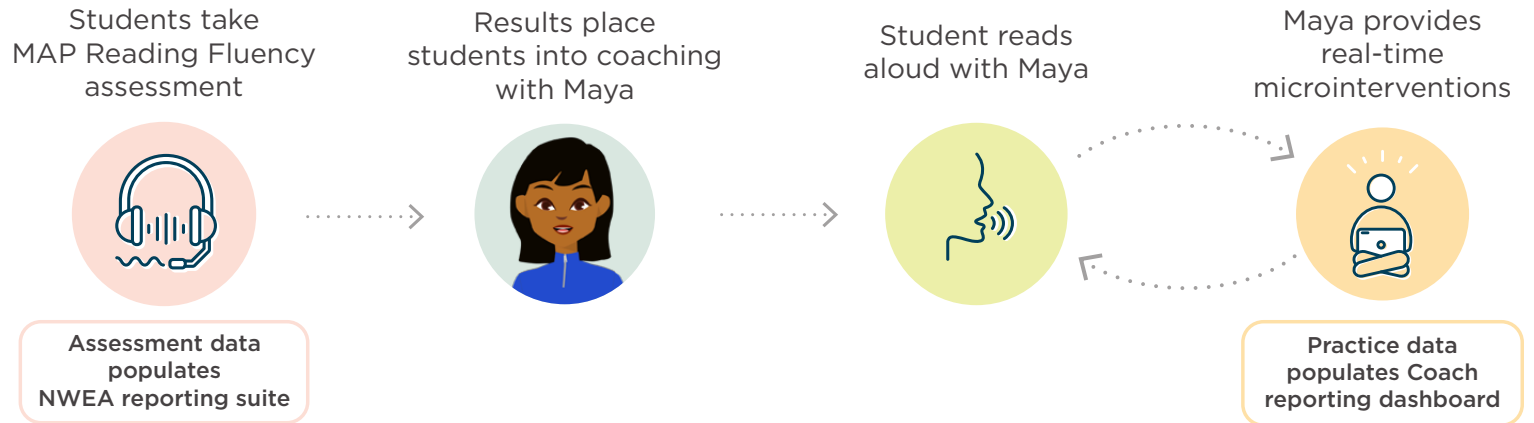 Students take
MAP Reading Fluency
assessment
Results place
students into coaching
with Maya
Student reads
aloud with Maya
Maya provides
real-time
microinterventions
Assessment data
populates
NWEA reporting suite
Practice data
populates Coach
reporting dashboard